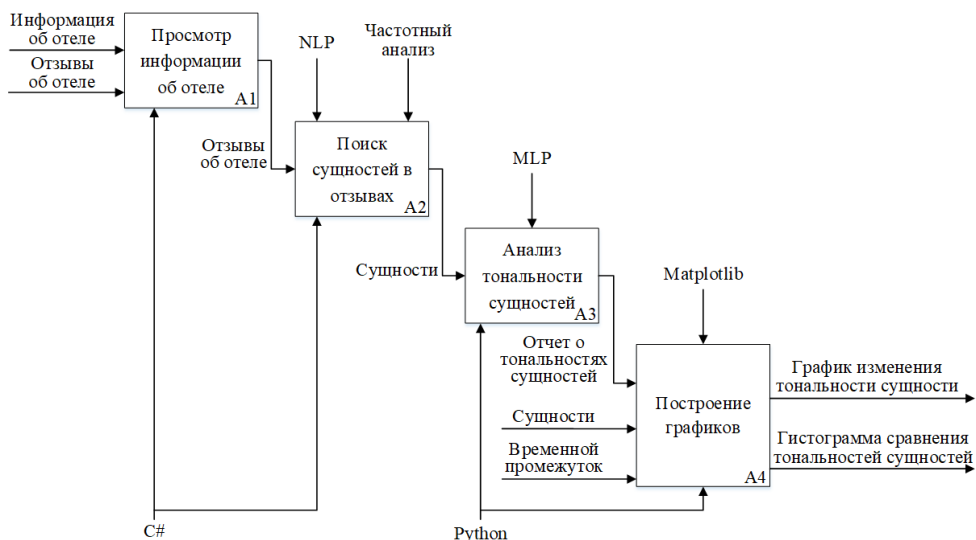 Информация
об отеле
Отзывы
об отеле
Просмотр
информации
об отеле
A1
NLP
Частотный
анализ
Отзывы
об отеле
Поиск
сущностей в
отзывах
A2
MLP
Сущности
Анализ
тональности
сущностей
A3
Matplotlib
Отчет о
тональностях
сущностей
Сущности
Временной
промежуток
Построение
графиков
A4
График изменения
тональности сущности
Гистограмма сравнения
тональностей сущностей
C#
Python